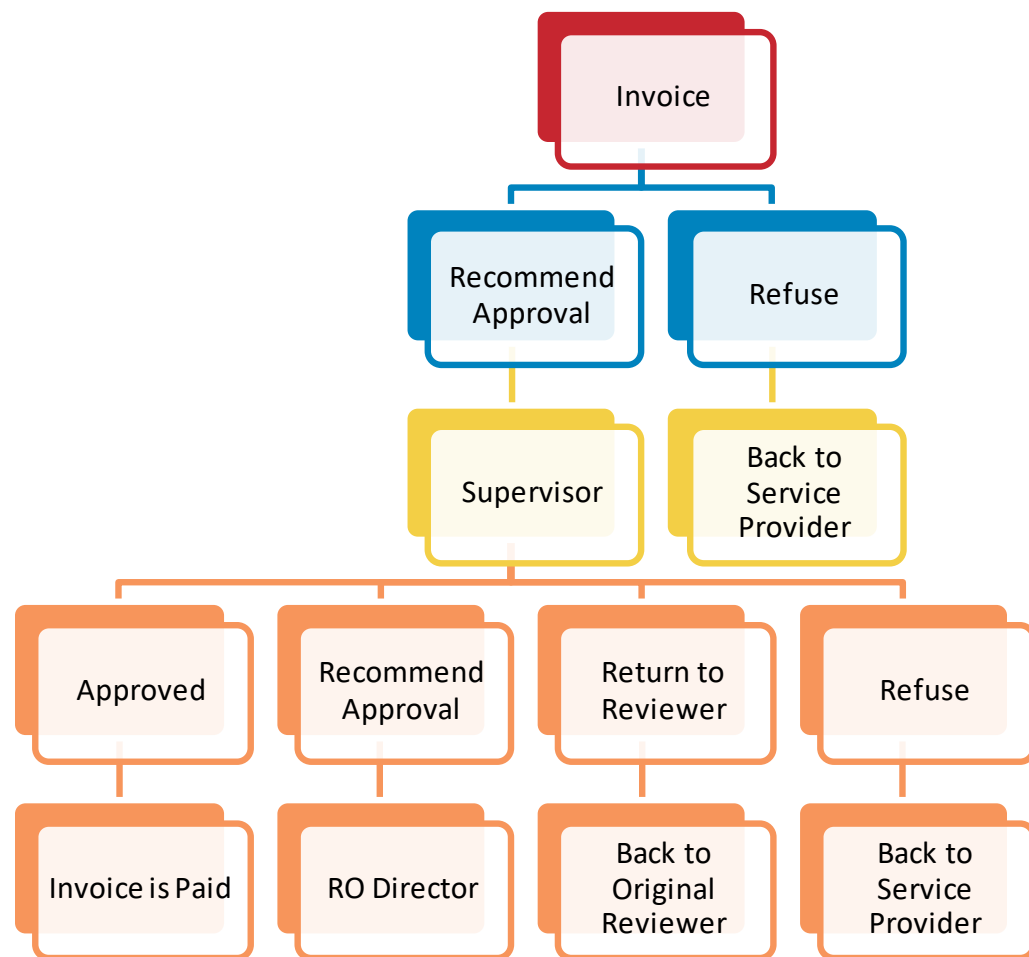 Invoice
Recommend
Approval
Refuse
Supervisor
Back to
Service
Provider
Approved
Recommend
Approval
Return to
Reviewer
Refuse
Invoice is Paid
RO Director
Back to
Original
Reviewer
Back to
Service
Provider